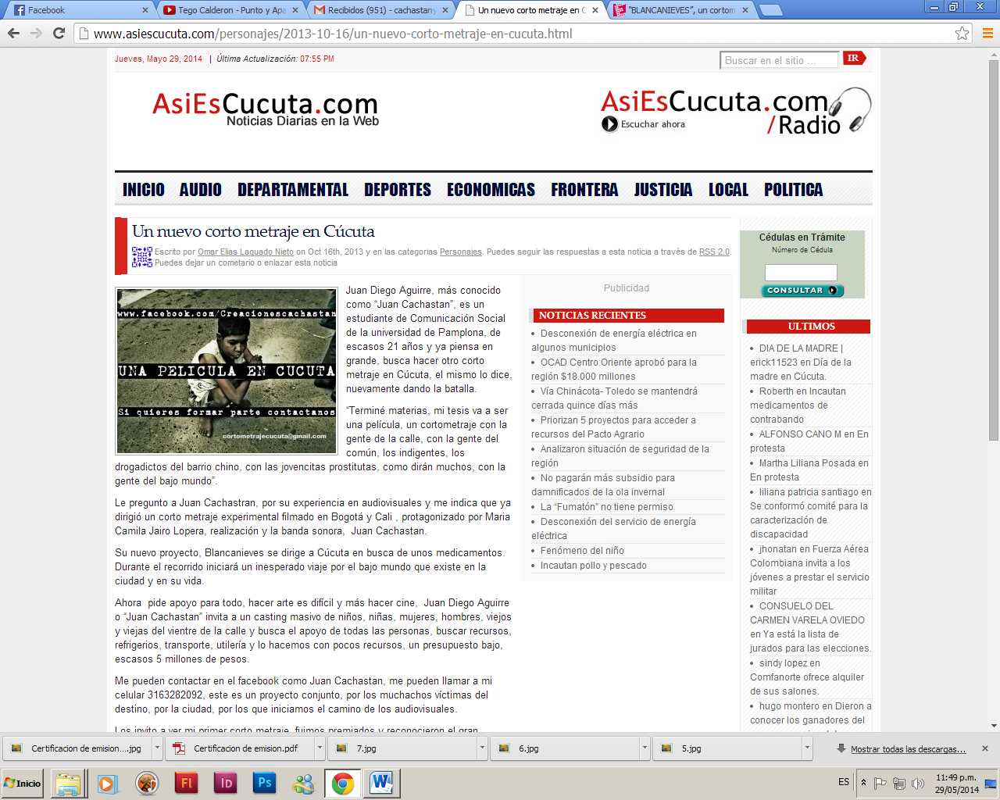 Facebook
Tego Calderon - Punto y Apa
Recibidos (951) - cachastany
Un nuevo corto metraje en C
"BLANCANIEVES", un cortom
www.asiescucuta.com/personajes/2013-10-16/un-nuevo-corto-metraje-en-cucuta.html
Jueves, Mayo 29, 2014 | Última Actualización: 07:55 PM
Buscar en el sitio ...
IR
AsiEsCucuta.com
Noticias Diarias en la Web
AsiEsCucuta.com
/Radio
Escuchar ahora
INICIO AUDIO DEPARTAMENTAL DEPORTES ECONOMICAS FRONTERA JUSTICIA LOCAL POLITICA
Un nuevo corto metraje en Cúcuta
Escrito por Omar Elias Laguado Nieto on Oct 16th, 2013 y en las categorias Personajes. Puedes seguir las respuestas a esta noticia a través de RSS 2.0.
Puedes dejar un cometario o enlazar esta noticia
www.facebook.com/Creacionescachastan
UNA PELICULA EN CUCUTA
Si quieres formar parte contactanos
cortometrajecucuta@gmail.com
Juan Diego Aguirre, más conocido
como “Juan Cachastan”, es un
estudiante de Comunicación Social
de la universidad de Pamplona, de
escasos 21 años y ya piensa en
grande, busca hacer otro corto
metraje en Cúcuta, el mismo lo dice,
nuevamente dando la batalla.
“Terminé materias, mi tesis va a ser
una película, un cortometraje con la
gente de la calle, con la gente del
común, los indigentes, los
drogadictos del barrio chino, con las jovencitas prostitutas, como dirán muchos, con la
gente del bajo mundo”.
Le pregunto a Juan Cachastran, por su experiencia en audiovisuales y me indica que ya
dirigió un corto metraje experimental filmado en Bogotá y Cali , protagonizado por Maria
Camila Jairo Lopera, realización y la banda sonora,  Juan Cachastan.
Su nuevo proyecto, Blancanieves se dirige a Cúcuta en busca de unos medicamentos.
Durante el recorrido iniciará un inesperado viaje por el bajo mundo que existe en la
ciudad y en su vida.
Ahora  pide apoyo para todo, hacer arte es difícil y más hacer cine,  Juan Diego Aguirre
o “Juan Cachastan” invita a un casting masivo de niños, niñas, mujeres, hombres, viejos
y viejas del vientre de la calle y busca el apoyo de todas las personas, buscar recursos,
refrigerios, transporte, utilería y lo hacemos con pocos recursos, un presupuesto bajo,
escasos 5 millones de pesos.
Me pueden contactar en el facebook como Juan Cachastan, me pueden llamar a mi
celular 3163282092, este es un proyecto conjunto, por los muchachos víctimas del
destino, por la ciudad, por los que iniciamos el camino de los audiovisuales.
Los invito a ver mi primer corto metraje, fuimos premiados y reconocieron el gran
Publicidad
NOTICIAS RECIENTES
Desconexión de energía eléctrica en
algunos municipios
OCAD Centro Oriente aprobó para la
región $18.000 millones
Vía Chinácota- Toledo se mantendrá
cerrada quince días más
Priorizan 5 proyectos para acceder a
recursos del Pacto Agrario
Analizaron situación de seguridad de la
región
No pagarán más subsidio para
damnificados de la ola invernal
La “Fumatón” no tiene permiso
Desconexión del servicio de energía
eléctrica
Fenómeno del niño
Incautan pollo y pescado
Cédulas en Trámite
Número de Cédula
CONSULTAR
ULTIMOS
DIA DE LA MADRE |
erick11523 en Día de la
madre en Cúcuta.
Roberth en Incautan
medicamentos de
contrabando
ALFONSO CANO M en En
protesta
Martha Liliana Posada en
En protesta
liliana patricia santiago en
Se conformó comité para la
caracterización de
discapacidad
jhonatan en Fuerza Aérea
Colombiana invita a los
jóvenes a prestar el servicio
militar
CONSUELO DEL
CARMEN VARELA OVIEDO
en Ya está la lista de
jurados para las elecciones.
sindy lopez en
Comfanorte ofrece alquiler
de sus salones.
hugo montero en Dieron a
conocer los ganadores del
Certificacion de emision....jpg
Certificacion de emision.pdf
7.jpg
6.jpg
5.jpg
Mostrar todas las descargas...
Inicio
Fl
Id
Ps
W
ES
11:49 p.m.
29/05/2014